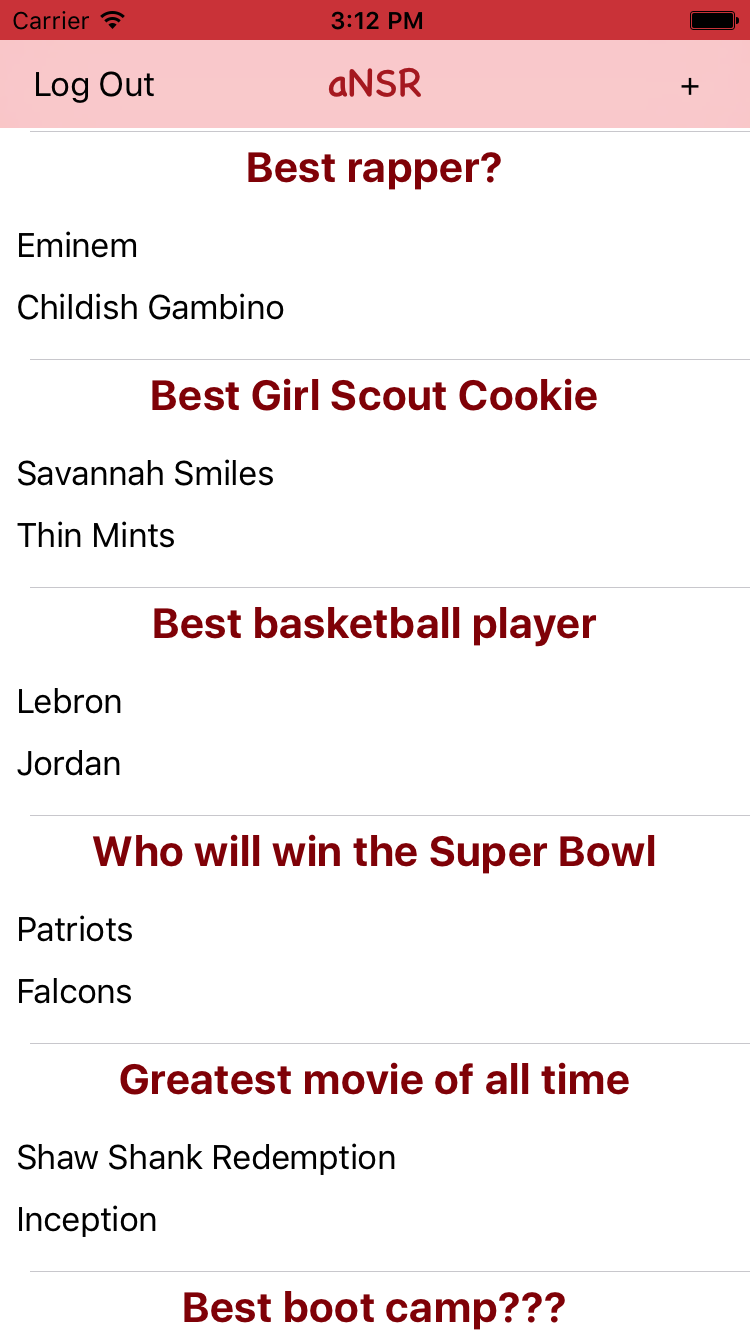 Carrier 3:12 PM
Log Out aNSR +
Best rapper?
Eminem
Childish Gambino
Best Girl Scout Cookie
Savannah Smiles
Thin Mints
Best basketball player
Lebron
Jordan
Who will win the Super Bowl
Patriots
Falcons
Greatest movie of all time
Shaw Shank Redemption
Inception
Best boot camp???